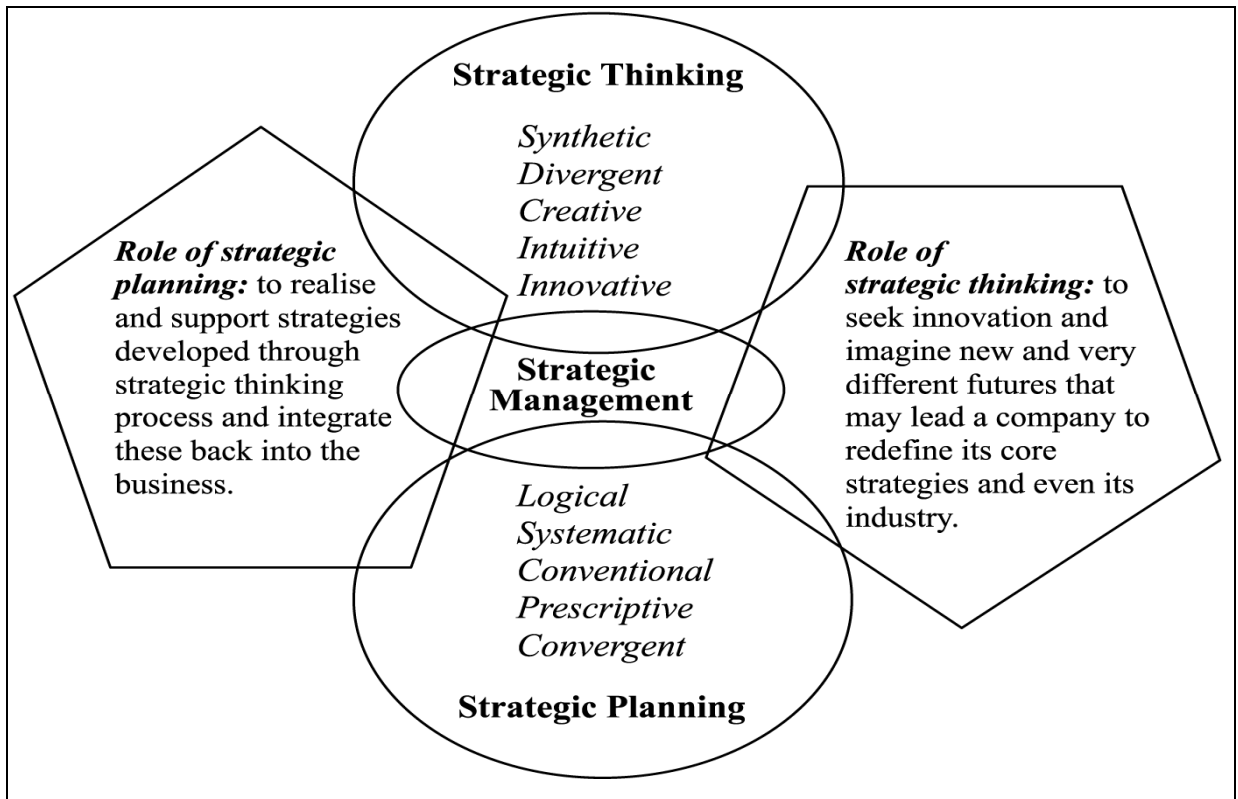 Strategic Thinking
Synthetic
Divergent
Creative
Intuitive
Innovative
Role of strategic
planning: to realise
and support strategies
developed through
strategic thinking
process and integrate
these back into the
business.
Strategic
Management
Role of
strategic thinking: to
seek innovation and
imagine new and very
different futures that
may lead a company to
redefine its core
strategies and even its
industry.
Logical
Systematic
Conventional
Prescriptive
Convergent
Strategic Planning